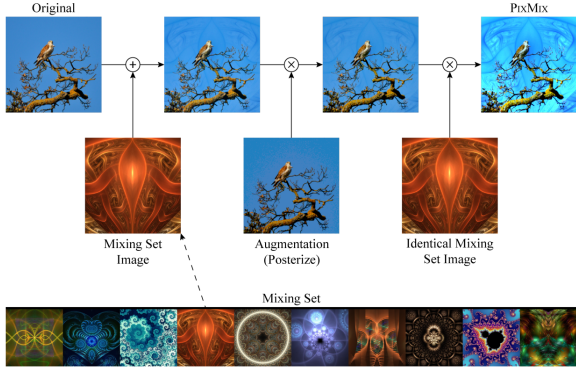 Original
PIXMIX
Mixing Set
Image
Augmentation
(Posterize)
Identical Mixing
Set Image
Mixing Set